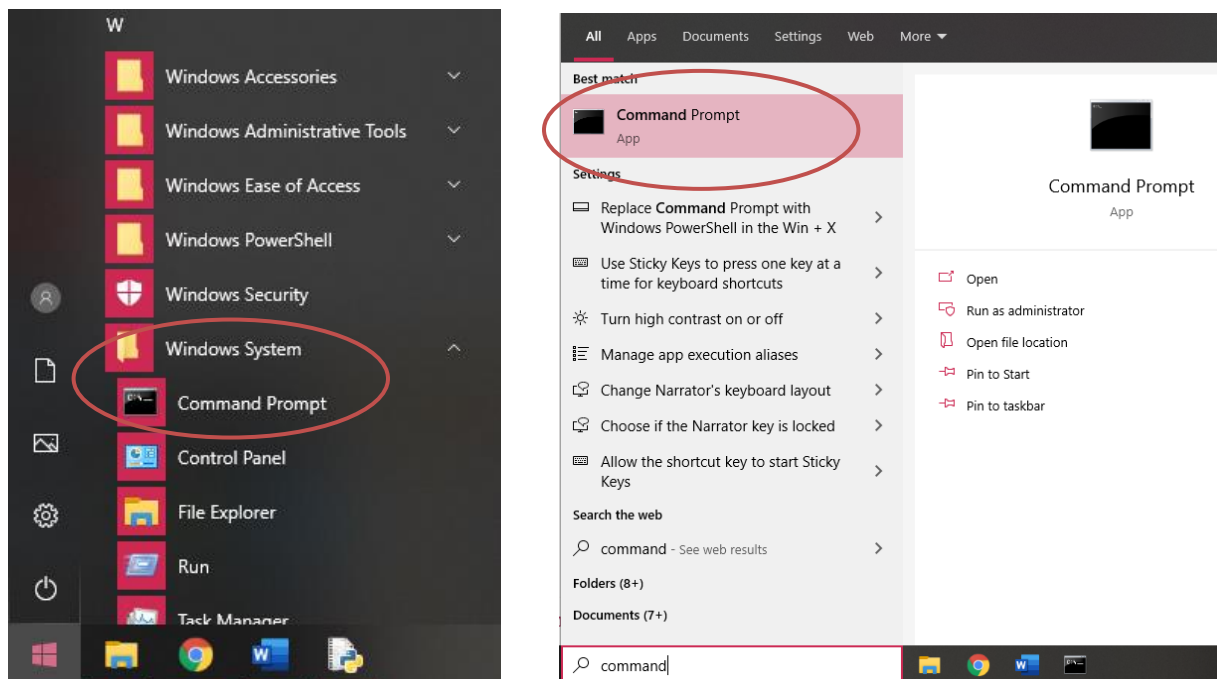 W
Windows Accessories
Windows Administrative Tools
Windows Ease of Access
Windows PowerShell
Windows Security
Windows System
Command Prompt
Control Panel
File Explorer
Run
Task Manager
All Apps Documents Settings Web More
Best match
Command Prompt
App
Settings
Replace Command Prompt with
Windows PowerShell in the Win + X
Use Sticky Keys to press one key at a
time for keyboard shortcuts
Turn high contrast on or off
Manage app execution aliases
Change Narrator's keyboard layout
Choose if the Narrator key is locked
Allow the shortcut key to start Sticky
Keys
Search the web
command - See web results
Folders (8+)
Documents (7+)
command
Command Prompt
App
Open
Run as administrator
Open file location
Pin to Start
Pin to taskbar